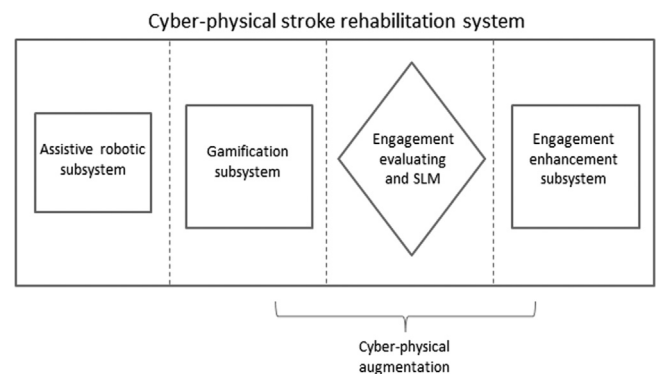 Cyber-physical stroke rehabilitation system
Assistive robotic
subsystem
Gamification
subsystem
Engagement
evaluating
and SLM
Engagement
enhancement
subsystem
Cyber-physical
augmentation